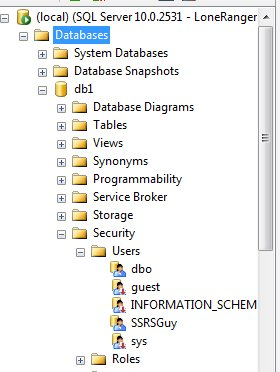 (local) (SQL Server 10.0.2531 - LoneRanger
Databases
System Databases
Database Snapshots
db1
Database Diagrams
Tables
Views
Synonyms
Programmability
Service Broker
Storage
Security
Users
dbo
guest
INFORMATION_SCHEM
SSRSGuy
sys
Roles